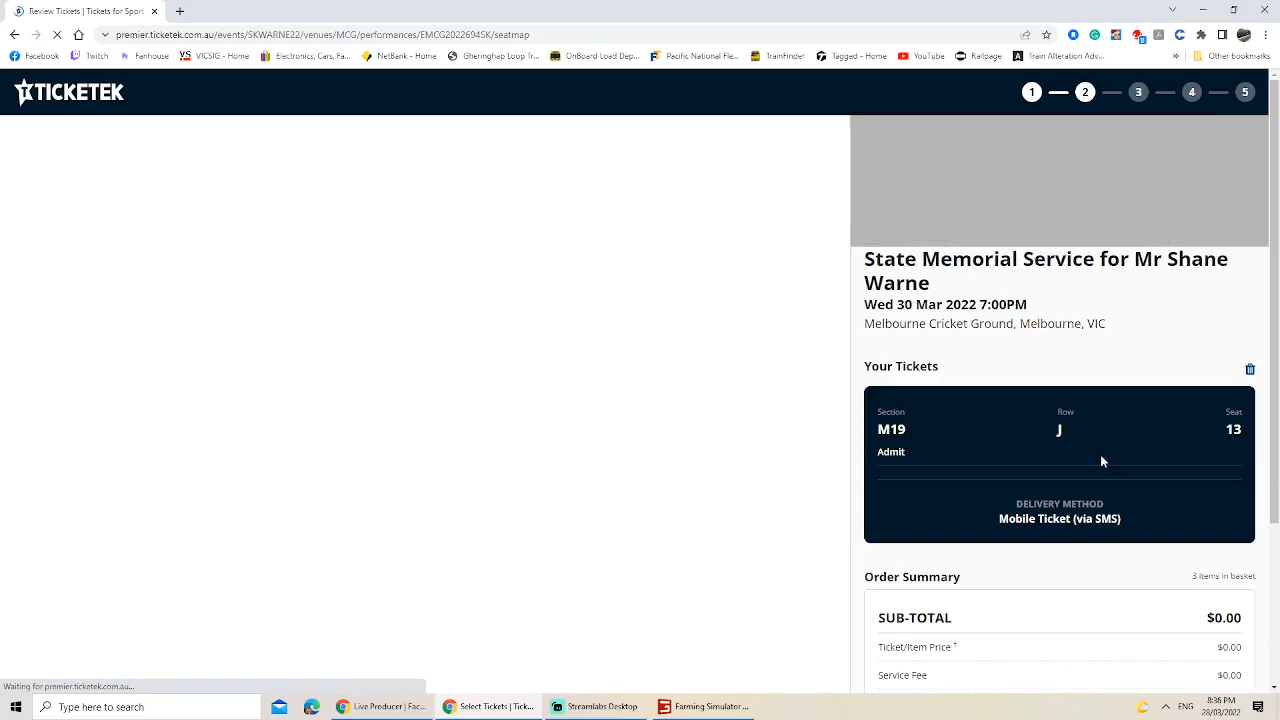 Review Tickets | Tickets for Sport
premier.ticketek.com.au/events/SKWARNE22/venues/MCG/performances/EMCG2022694SK/seatmap
Facebook Twitch Fanhouse VICSIG - Home Electronics, Cars, Fa... NetBank - Home Gheringhap Loop Tr... OnBoard Load Dep... Pacific National Fle... TrainFinder Tagged - Home YouTube Railpage Train Alteration Adv... » Other bookmarks
TICKETEK
1 2 3 4 5
State Memorial Service for Mr Shane
Warne
Wed 30 Mar 2022 7:00PM
Melbourne Cricket Ground, Melbourne, VIC
Your Tickets
Section Row Seat
M19 J 13
Admit
DELIVERY METHOD
Mobile Ticket (via SMS)
Order Summary 3 items in basket
SUB-TOTAL $0.00
Ticket/Item Price † $0.00
Service Fee $0.00
Waiting for premier.ticketek.com.au...
Type here to search
Live Producer | Fac...
Select Tickets | Tick...
Streamlabs Desktop
Farming Simulator ...
ENG
8:36 PM
28/03/2022